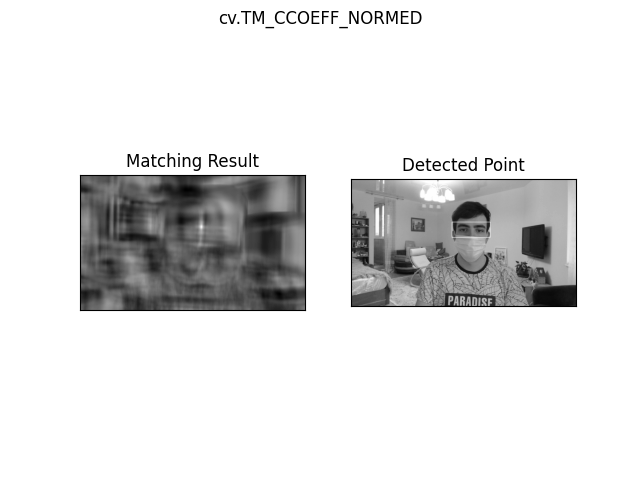 cv.TM_CCOEFF_NORMED
Matching Result
Detected Point
PARADISE